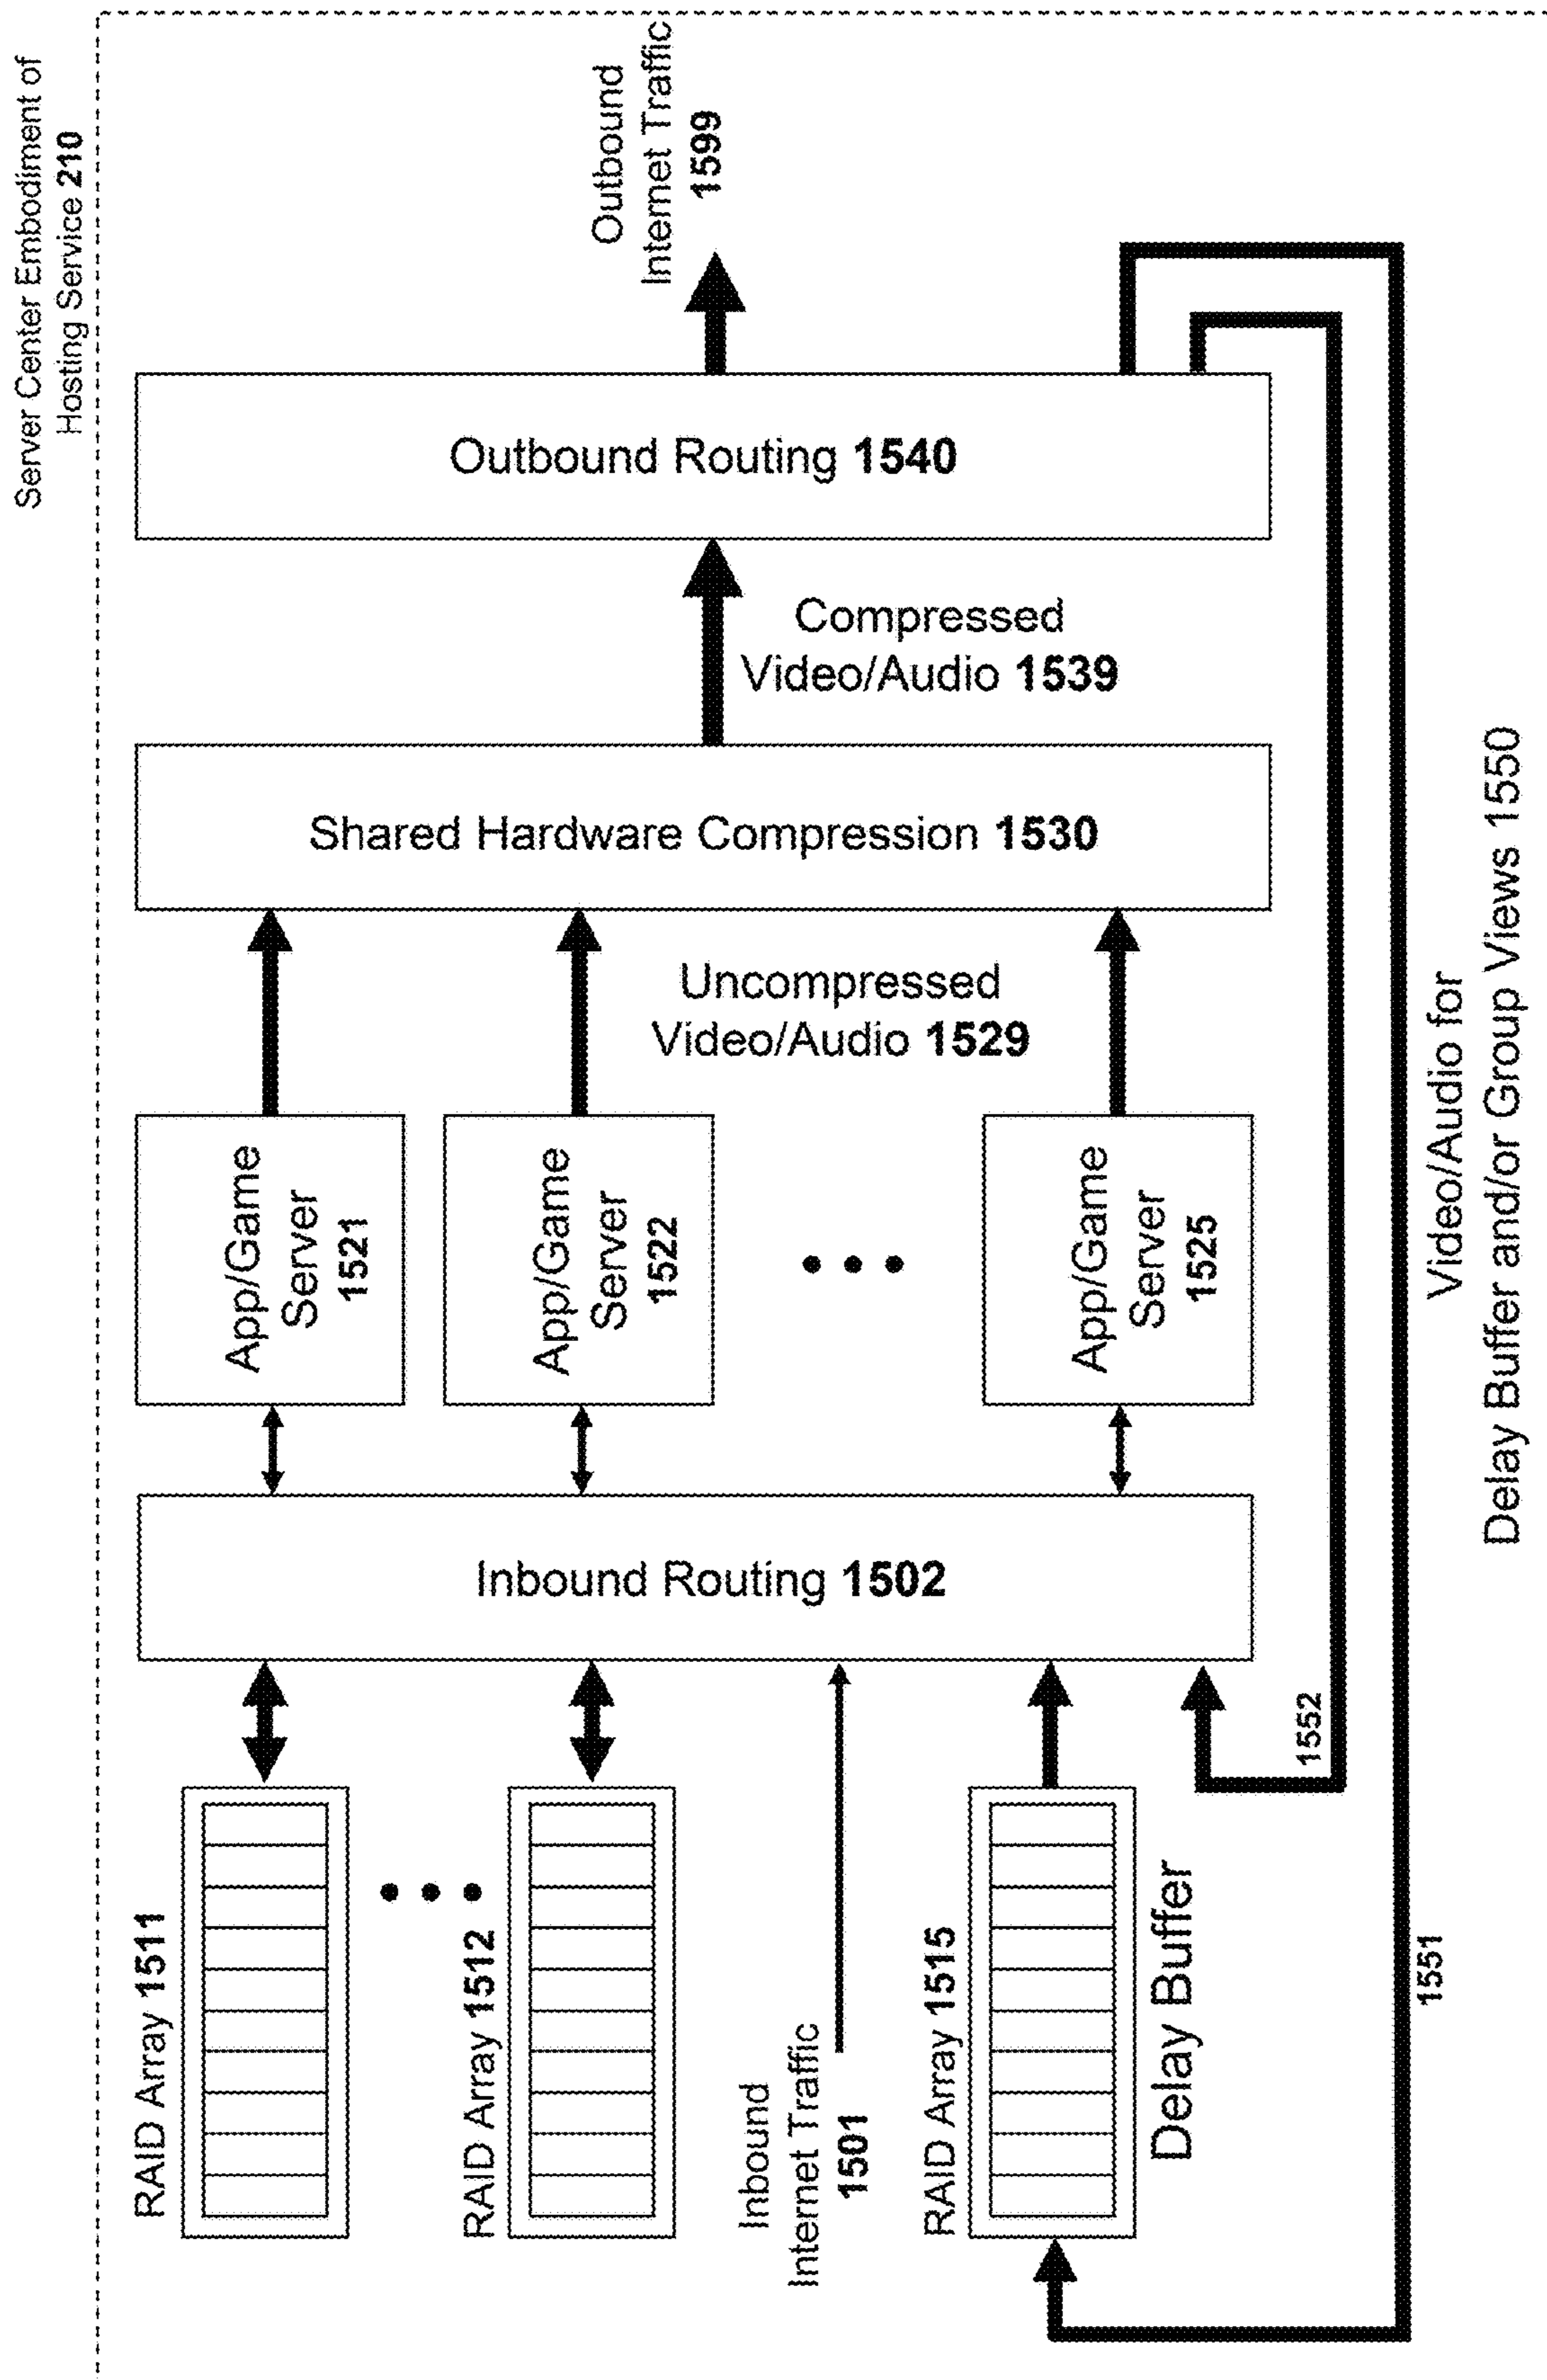 Server Center Embodiment of
Hosting Service 210
RAID Array 1511
RAID Array 1512
Inbound
Internet Traffic
1501
RAID Array 1515
Delay Buffer
Inbound Routing 1502
App/Game
Server
1521
App/Game
Server
1522
App/Game
Server
1525
Uncompressed
Video/Audio 1529
Shared Hardware Compression 1530
Compressed
Video/Audio 1539
Outbound Routing 1540
Outbound
Internet Traffic
1599
1552
1551
Video/Audio for
Delay Buffer and/or Group Views 1550